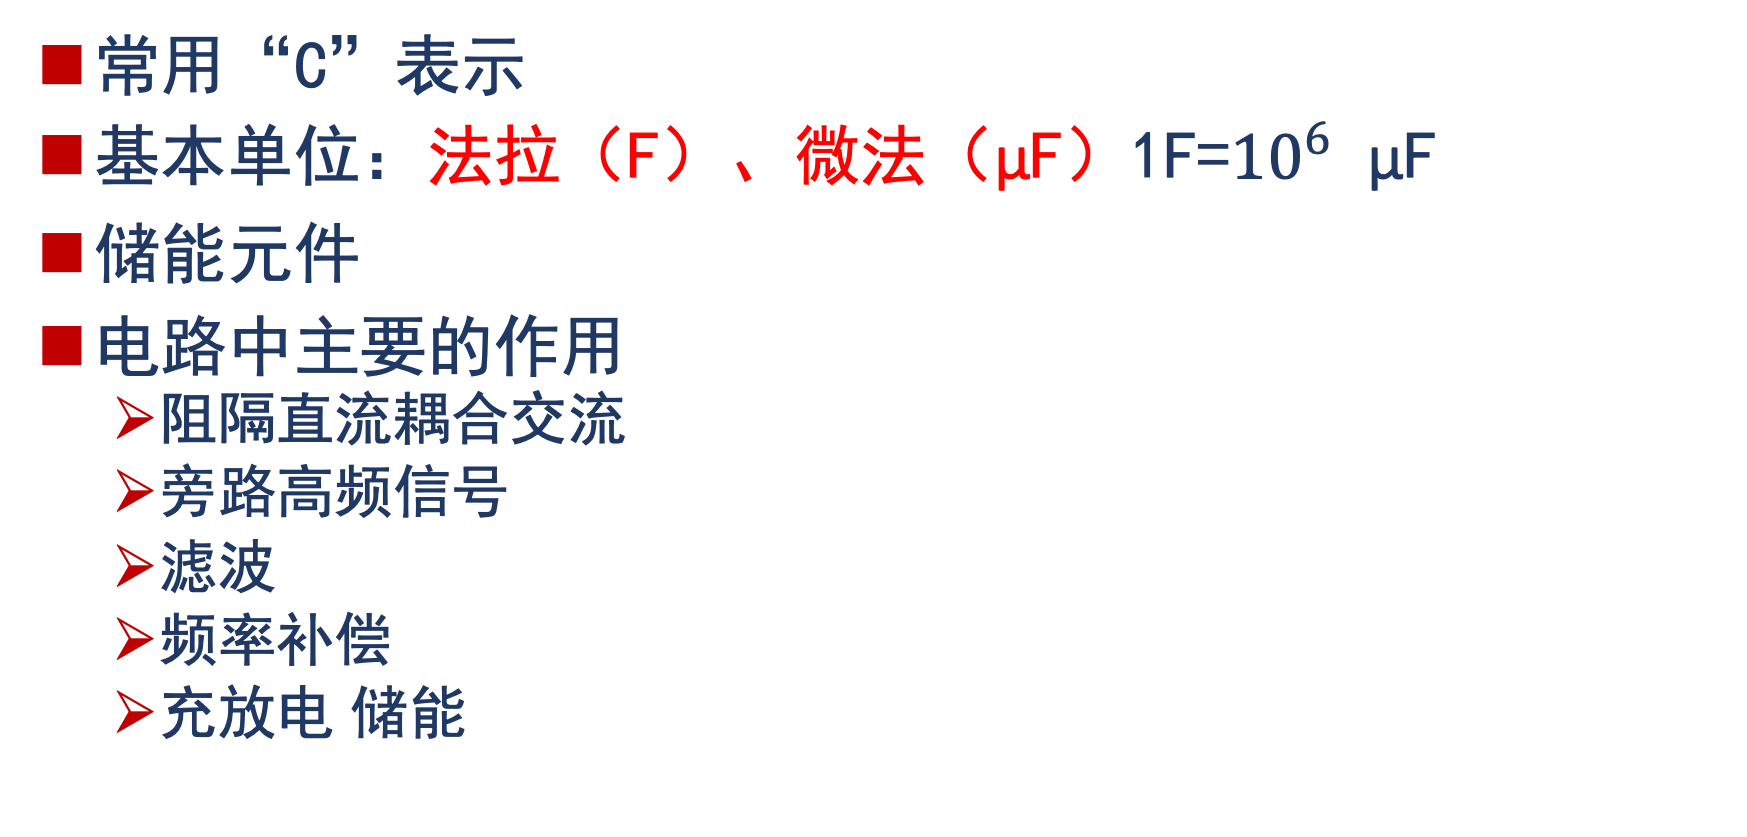 常用“C”表示
基本单位：法拉（F）、微法（μF）1F=10⁶ μF
储能元件
电路中主要的作用
阻隔直流耦合交流
旁路高频信号
滤波
频率补偿
充放电 储能